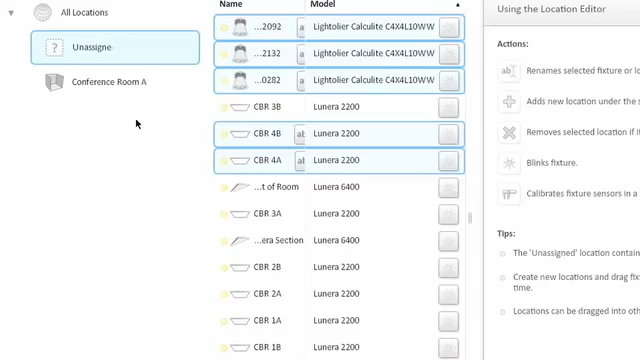 Name Model
Using the Location Editor
All Locations
Unassigne
Conference Room A
...2092 Lightolier Calculite C4X4L10WW
...2132 Lightolier Calculite C4X4L10WW
...0282 Lightolier Calculite C4X4L10WW
CBR 3B Lunera 2200
CBR 4B ab Lunera 2200
CBR 4A ab Lunera 2200
...t of Room Lunera 6400
CBR 3A Lunera 2200
...era Section Lunera 6400
CBR 2B Lunera 2200
CBR 2A Lunera 2200
CBR 1A Lunera 2200
CBR 1B Lunera 2200
Actions:
ab Renames selected fixture or lo
Adds new location under the s
Removes selected location if i
Blinks fixture.
Calibrates fixture sensors in a
Tips:
The 'Unassigned' location contain
Create new locations and drag fix
time.
Locations can be dragged into oth